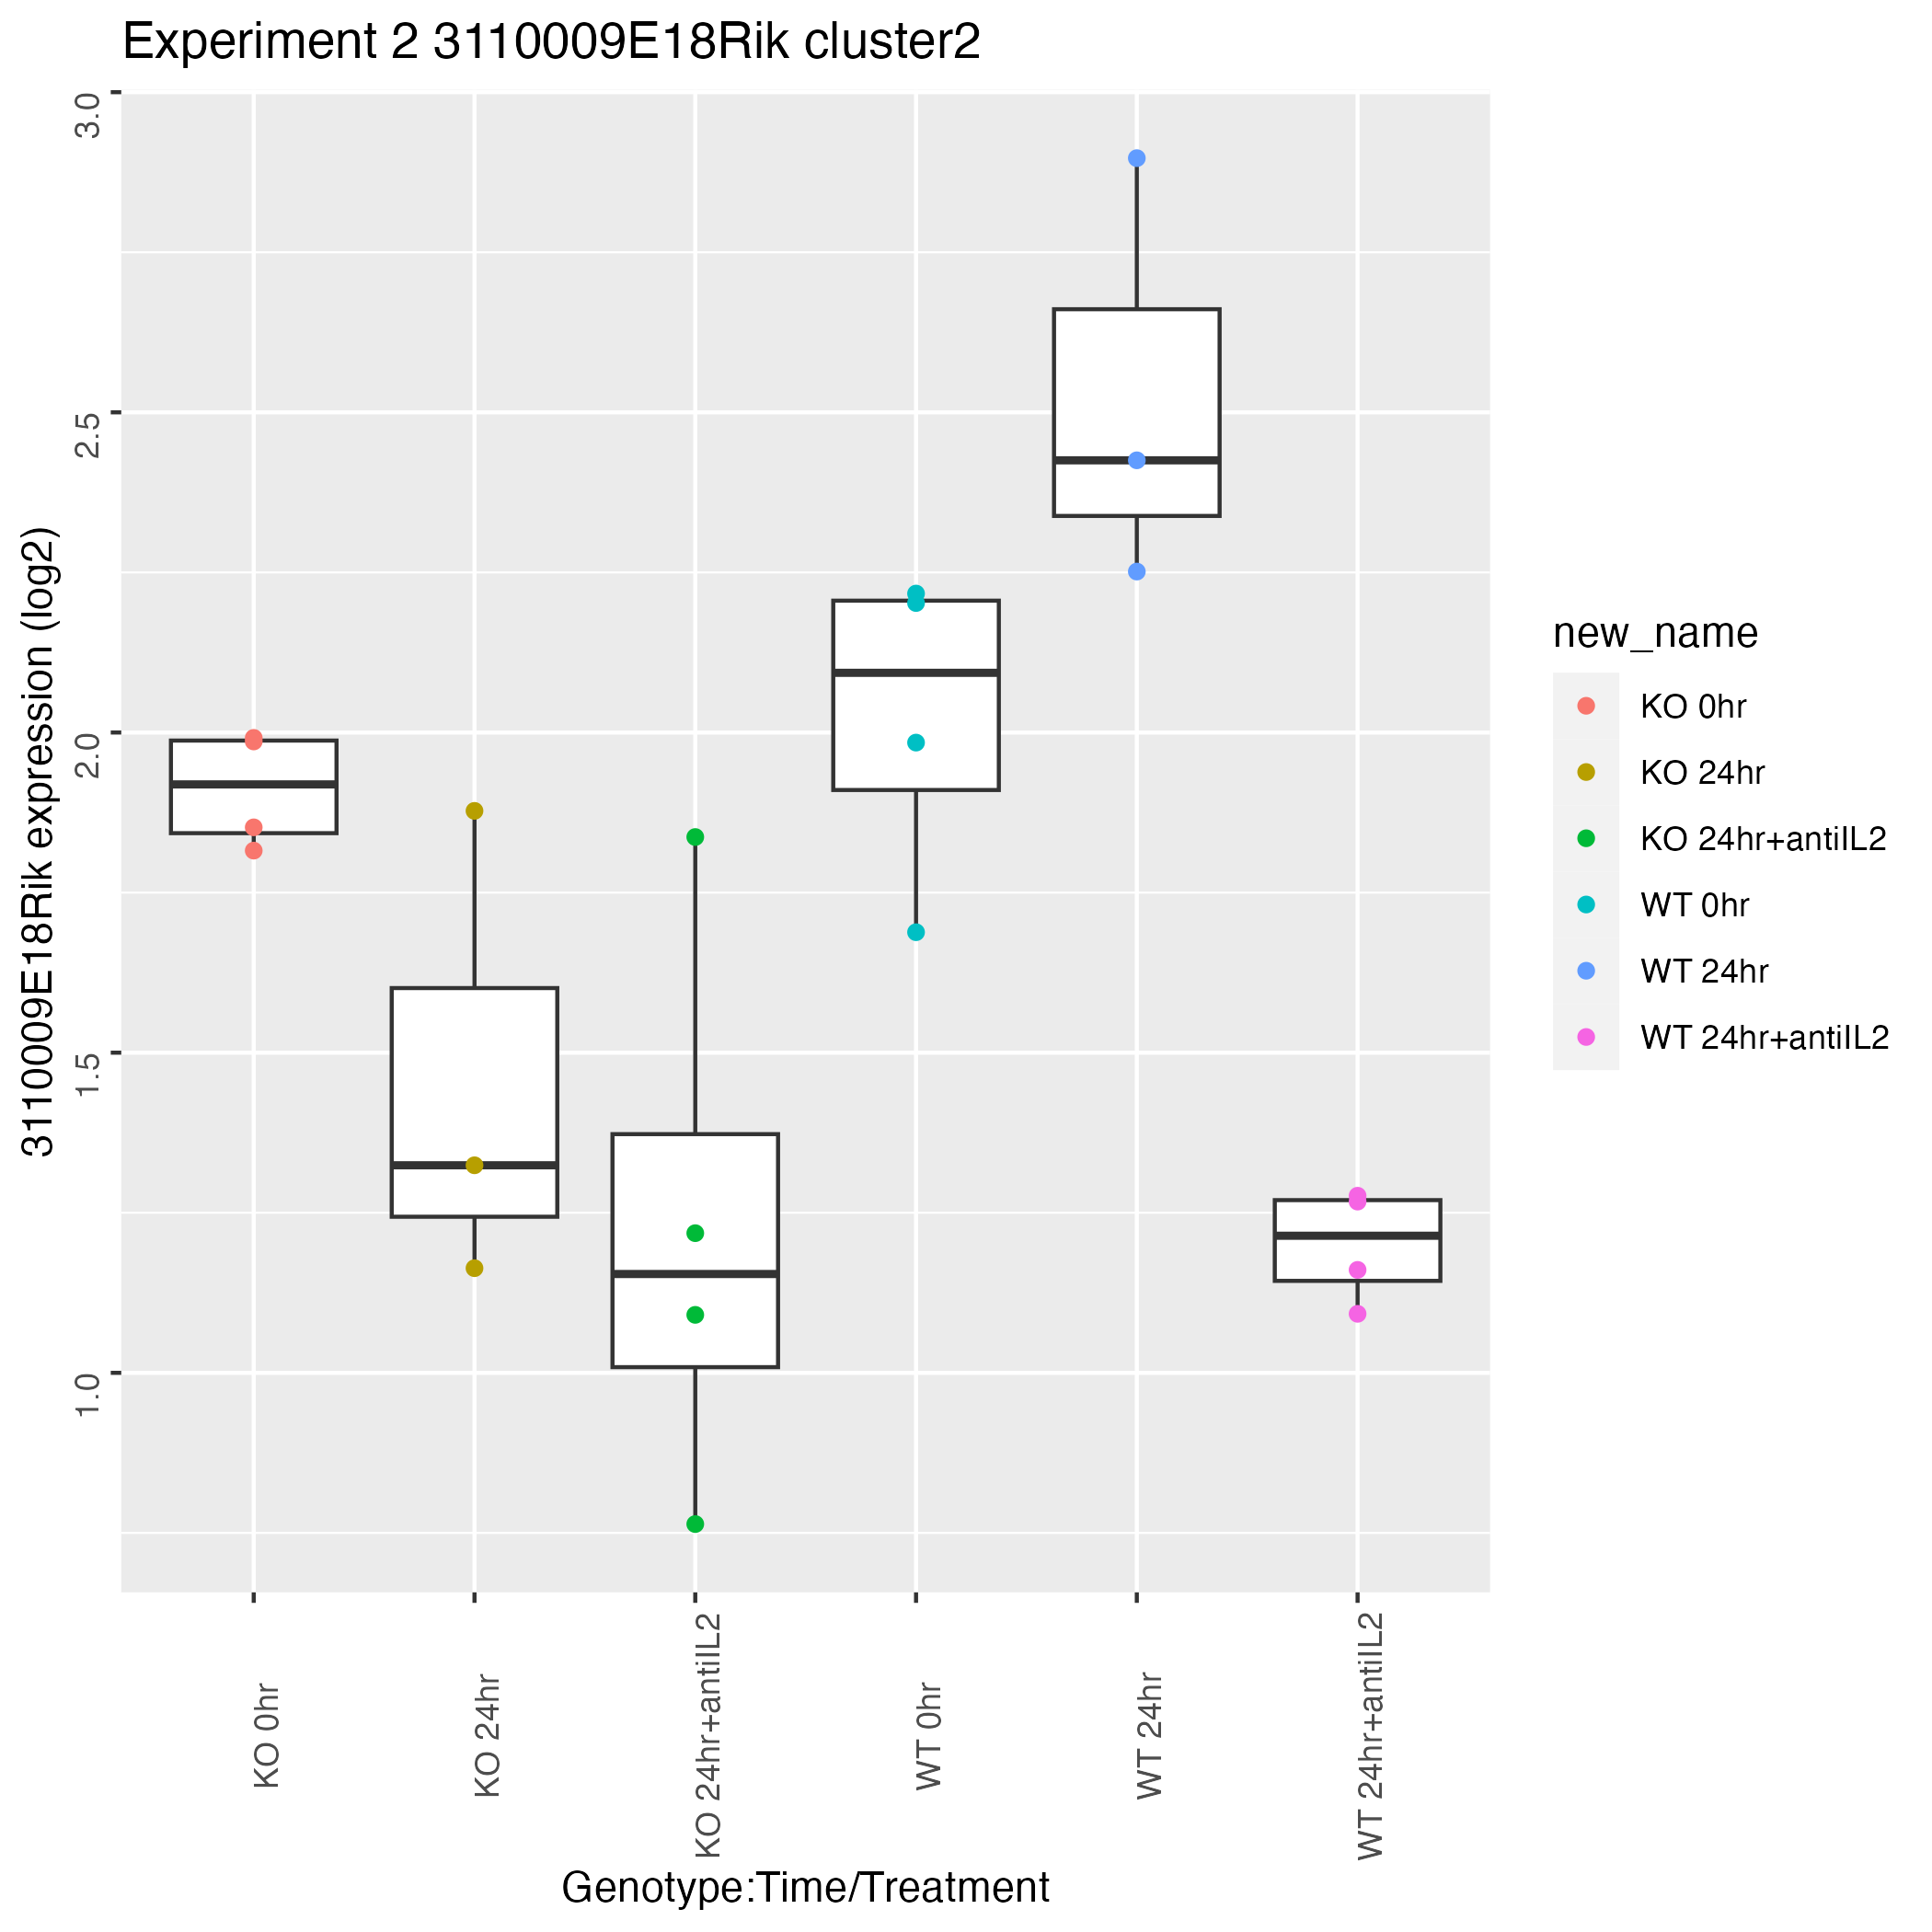 Experiment 2 3110009E18Rik cluster2
3.0
2.5
2.0
1.5
1.0
3110009E18Rik expression (log2)
KO 0hr
KO 24hr
KO 24hr+antiIL2
WT 0hr
WT 24hr
WT 24hr+antiIL2
Genotype:Time/Treatment
new_name
KO 0hr
KO 24hr
KO 24hr+antiIL2
WT 0hr
WT 24hr
WT 24hr+antiIL2